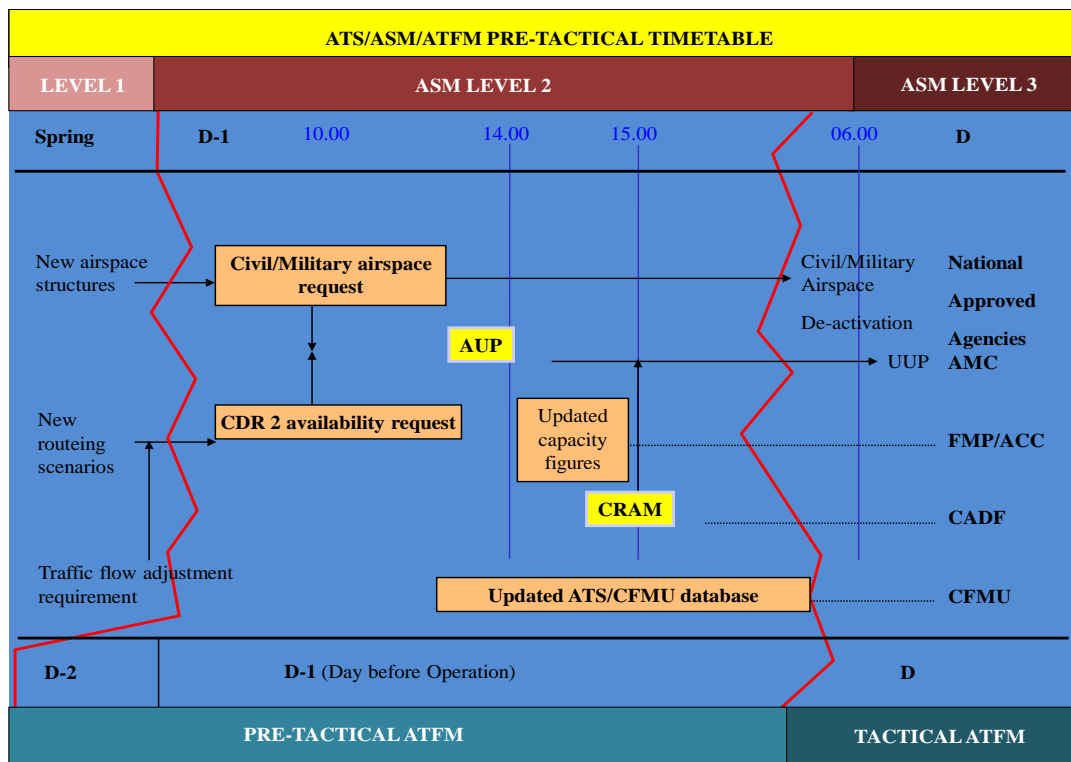 ATS/ASM/ATFM PRE-TACTICAL TIMETABLE
LEVEL 1
ASM LEVEL 2
ASM LEVEL 3
Spring
D-1
10.00
14.00
15.00
06.00
D
New airspace
structures
Civil/Military airspace
request
Civil/Military
Airspace
De-activation
National
Approved
Agencies
AUP
UUP
AMC
New
routeing
scenarios
CDR 2 availability request
Updated
capacity
figures
FMP/ACC
CRAM
CADF
Traffic flow adjustment
requirement
Updated ATS/CFMU database
CFMU
D-2
D-1 (Day before Operation)
D
PRE-TACTICAL ATFM
TACTICAL ATFM